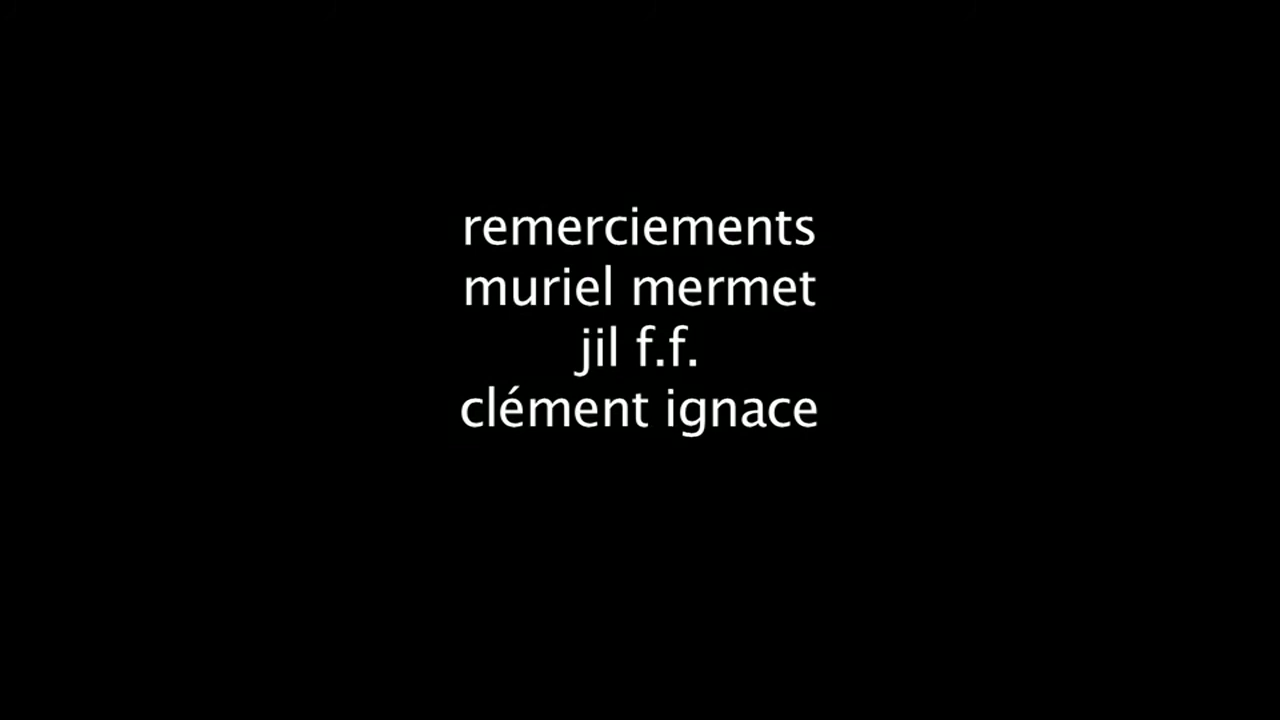 remerciements
muriel mermet
jil f.f.
clément ignace